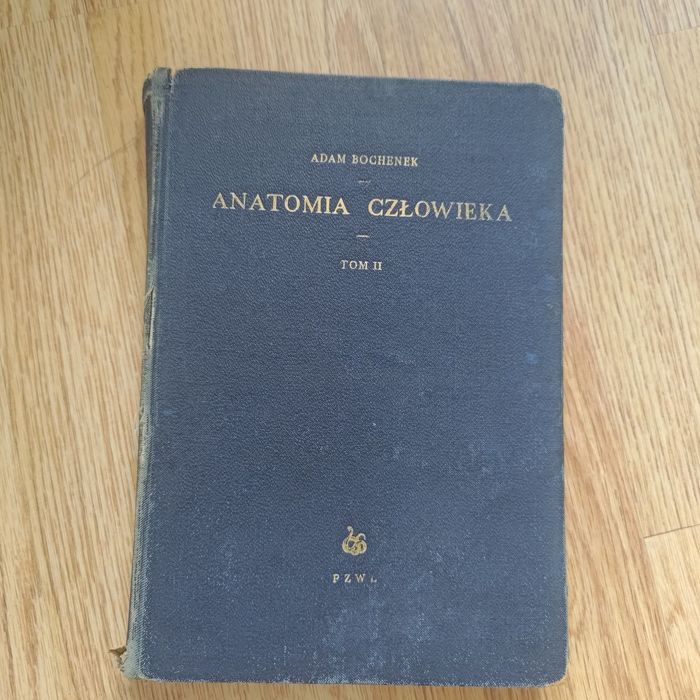 ADAM BOCHENEK
ANATOMIA CZŁOWIEKA
TOM II
PZWL